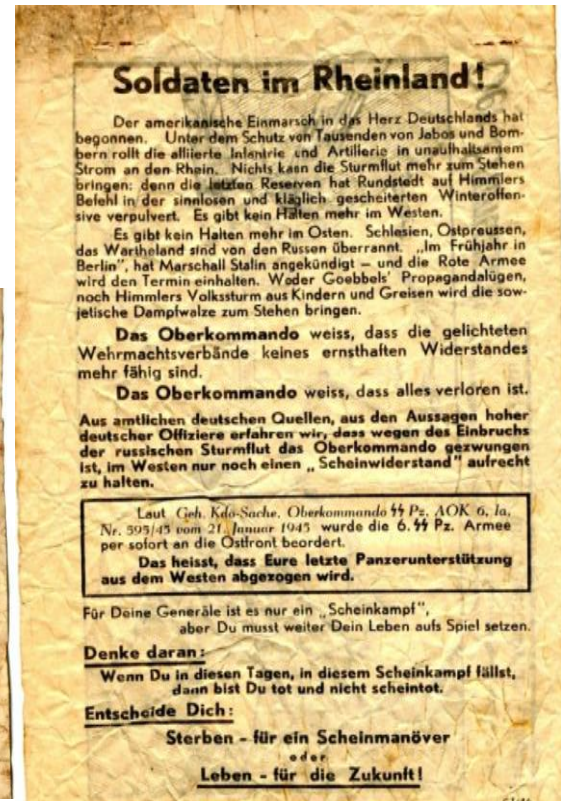 Soldaten im Rheinland!
Der amerikanische Einmarsch in das Herz Deutschlands hat
begonnen. Unter dem Schutz von Tausenden von Jabos und Bom-
bern rollt die alliierte Infantrie und Artillerie in unaufhaltsamem
Strom an den Rhein. Nichts kann die Sturmflut mehr zum Stehen
bringen: denn die letzten Reserven hat Rundstedt auf Himmlers
Befehl in der sinnlosen und kläglich gescheiterten Winteroffen-
sive verpulvert. Es gibt kein Halten mehr im Westen.
Es gibt kein Halten mehr im Osten. Schlesien, Ostpreussen,
das Wartheland sind von den Russen überrannt. „Im Frühjahr in
Berlin", hat Marschall Stalin angekündigt – und die Rote Armee
wird den Termin einhalten. Weder Goebbels' Propagandalügen,
noch Himmlers Volkssturm aus Kindern und Greisen wird die sow-
jetische Dampfwalze zum Stehen bringen.
Das Oberkommando weiss, dass die gelichteten
Wehrmachtsverbände keines ernsthaften Widerstandes
mehr fähig sind.
Das Oberkommando weiss, dass alles verloren ist.
Aus amtlichen deutschen Quellen, aus den Aussagen hoher
deutscher Offiziere erfahren wir, dass wegen des Einbruchs
der russischen Sturmflut das Oberkommando gezwungen
ist, im Westen nur noch einen „Scheinwiderstand" aufrecht
zu halten.
Laut Geh. Kdo-Sache. Oberkommando SS Pz. AOK 6, Ia,
Nr. 595/45 vom 21. Januar 1945 wurde die 6. SS Pz. Armee
per sofort an die Ostfront beordert.
Das heisst, dass Eure letzte Panzerunterstützung
aus dem Westen abgezogen wird.
Für Deine Generäle ist es nur ein „Scheinkampf",
aber Du musst weiter Dein Leben aufs Spiel setzen.
Denke daran:
Wenn Du in diesen Tagen, in diesem Scheinkampf fällst,
dann bist Du tot und nicht scheintot.
Entscheide Dich:
Sterben - für ein Scheinmanöver
oder
Leben - für die Zukunft!